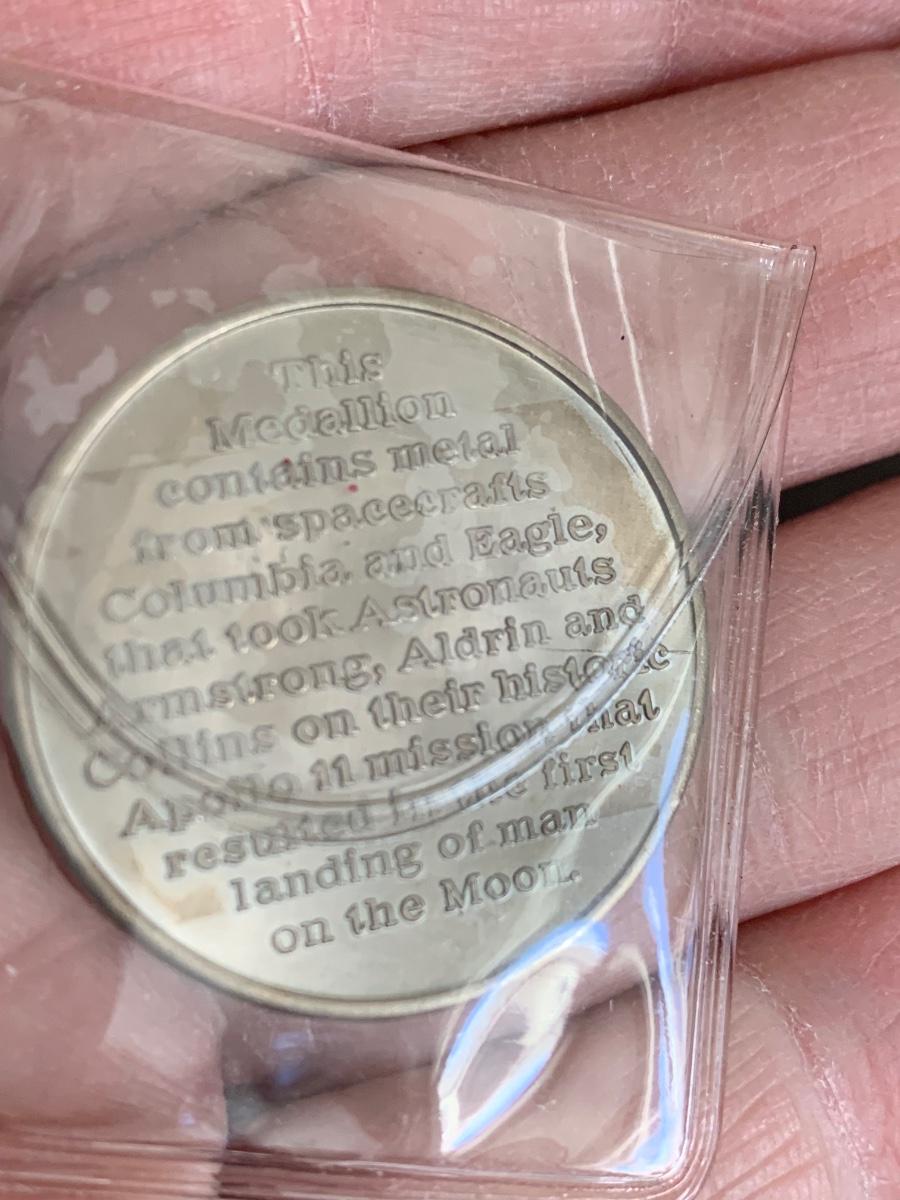 This
Medallion
contains metal
from spacecrafts
Columbia and Eagle,
that took Astronauts
Armstrong, Aldrin and
Collins on their historic
Apollo 11 mission that
resulted in the first
landing of man
on the Moon.